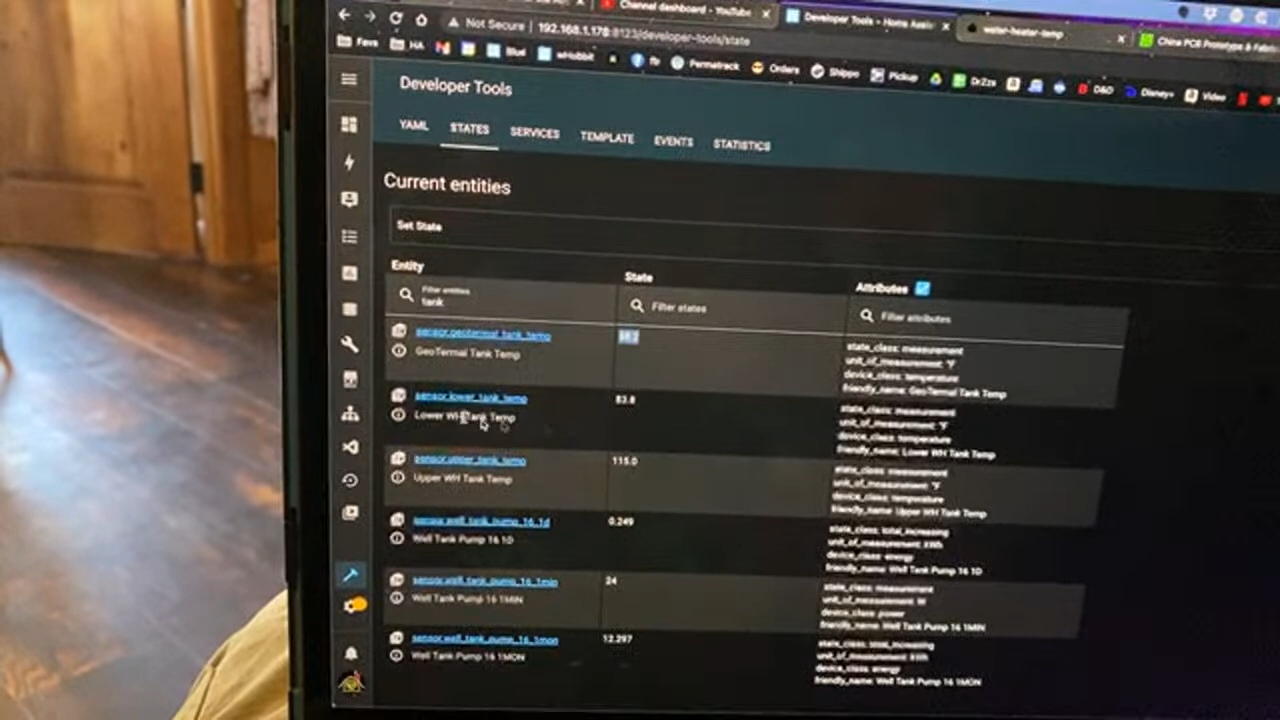 Channel dashboard - YouTube
Developer Tools - Home Assis
water-heater-temp
China PCB Prototype & Fabric
Not Secure | 192.168.1.178:8123/developer-tools/state
Favs HA Blue! wHobbit fb Permatrack Orders Shippo Pickup DrZzs D&D Disney+ Video
Developer Tools
YAML STATES SERVICES TEMPLATE EVENTS STATISTICS
Current entities
Set State
Entity State Attributes
Filter entities
tank Filter states Filter attributes
sensor.geotermal_tank_temp
GeoTermal Tank Temp
state_class: measurement
unit_of_measurement: °F
device_class: temperature
friendly_name: GeoTermal Tank Temp
sensor.lower_tank_temp 83.8
Lower WH Tank Temp
state_class: measurement
unit_of_measurement: °F
device_class: temperature
friendly_name: Lower WH Tank Temp
sensor.upper_tank_temp 115.0
Upper WH Tank Temp
state_class: measurement
unit_of_measurement: °F
device_class: temperature
friendly_name: Upper WH Tank Temp
sensor.well_tank_pump_16_1d 0.249
Well Tank Pump 16 1D
state_class: total_increasing
unit_of_measurement: kWh
device_class: energy
friendly_name: Well Tank Pump 16 1D
sensor.well_tank_pump_16_1min 24
Well Tank Pump 16 1MIN
state_class: measurement
unit_of_measurement: W
device_class: power
friendly_name: Well Tank Pump 16 1MIN
sensor.well_tank_pump_16_1mon 12.297
Well Tank Pump 16 1MON
state_class: total_increasing
unit_of_measurement: kWh
device_class: energy
friendly_name: Well Tank Pump 16 1MON